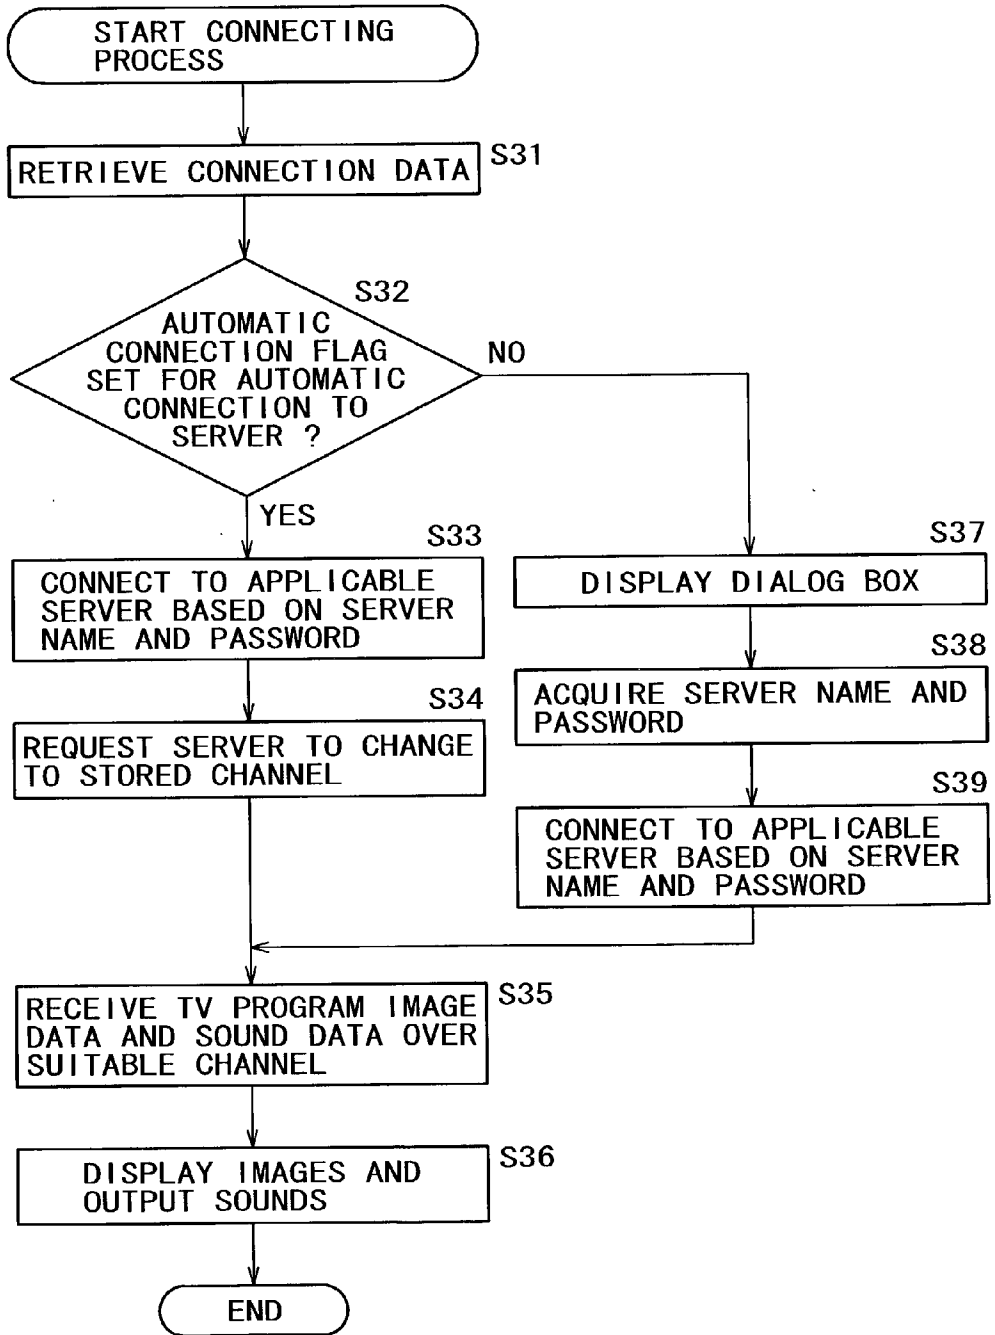 START CONNECTING
PROCESS
S31
RETRIEVE CONNECTION DATA
S32
AUTOMATIC
CONNECTION FLAG
SET FOR AUTOMATIC
CONNECTION TO
SERVER ?
NO
YES
S33
CONNECT TO APPLICABLE
SERVER BASED ON SERVER
NAME AND PASSWORD
S34
REQUEST SERVER TO CHANGE
TO STORED CHANNEL
S37
DISPLAY DIALOG BOX
S38
ACQUIRE SERVER NAME AND
PASSWORD
S39
CONNECT TO APPLICABLE
SERVER BASED ON SERVER
NAME AND PASSWORD
S35
RECEIVE TV PROGRAM IMAGE
DATA AND SOUND DATA OVER
SUITABLE CHANNEL
S36
DISPLAY IMAGES AND
OUTPUT SOUNDS
END